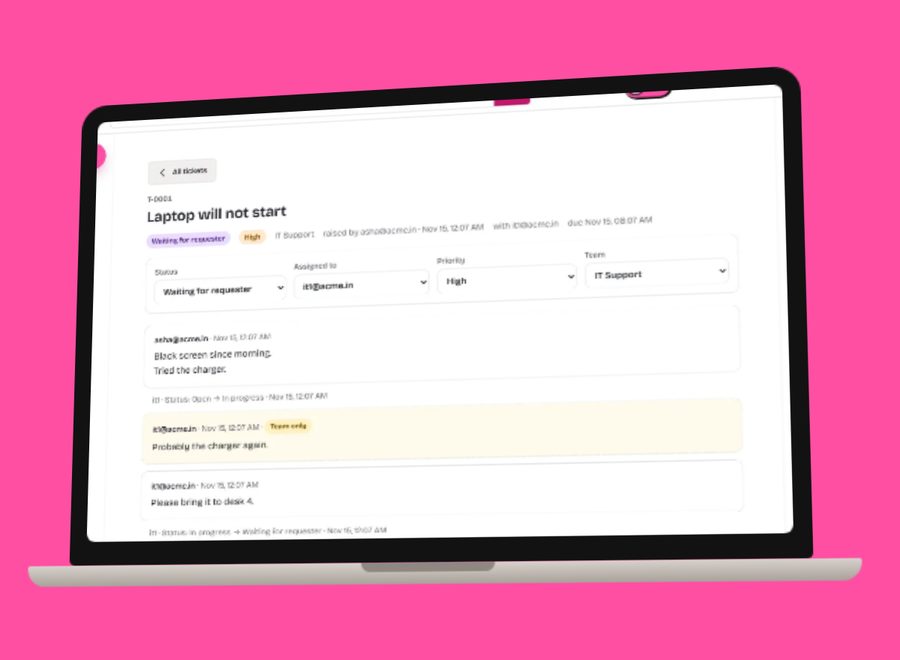 All tickets
T-0001
Laptop will not start
Waiting for requester High IT Support raised by asha@acme.in · Nov 15, 12:07 AM with it1@acme.in due Nov 15, 08:07 AM
Status Assigned to Priority Team
Waiting for requester it1@acme.in High IT Support
asha@acme.in · Nov 15, 12:07 AM
Black screen since morning.
Tried the charger.
it1 · Status: Open → In progress · Nov 15, 12:07 AM
it1@acme.in · Nov 15, 12:07 AM · Team only
Probably the charger again.
it1@acme.in · Nov 15, 12:07 AM
Please bring it to desk 4.
it1 · Status: In progress → Waiting for requester · Nov 15, 12:07 AM